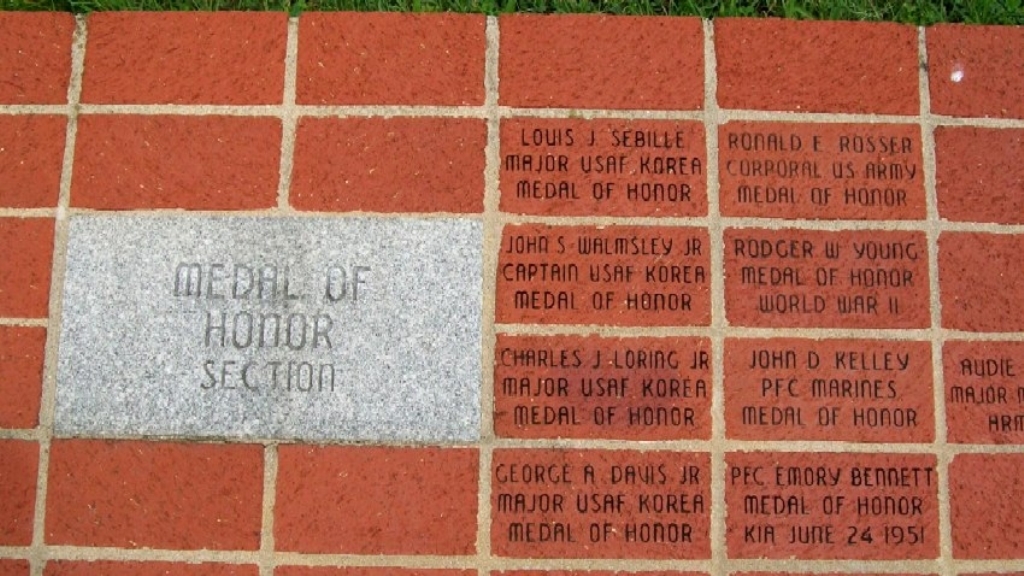 MEDAL OF
HONOR
SECTION
LOUIS J. SEBILLE
MAJOR USAF KOREA
MEDAL OF HONOR
RONALD E ROSSER
CORPORAL US ARMY
MEDAL OF HONOR
JOHN S WALMSLEY JR
CAPTAIN USAF KOREA
MEDAL OF HONOR
RODGER W YOUNG
MEDAL OF HONOR
WORLD WAR II
CHARLES J LORING JR
MAJOR USAF KOREA
MEDAL OF HONOR
JOHN D KELLEY
PFC MARINES
MEDAL OF HONOR
AUDIE
MAJOR
GEORGE A DAVIS JR
MAJOR USAF KOREA
MEDAL OF HONOR
PFC EMORY BENNETT
MEDAL OF HONOR
KIA JUNE 24 1951